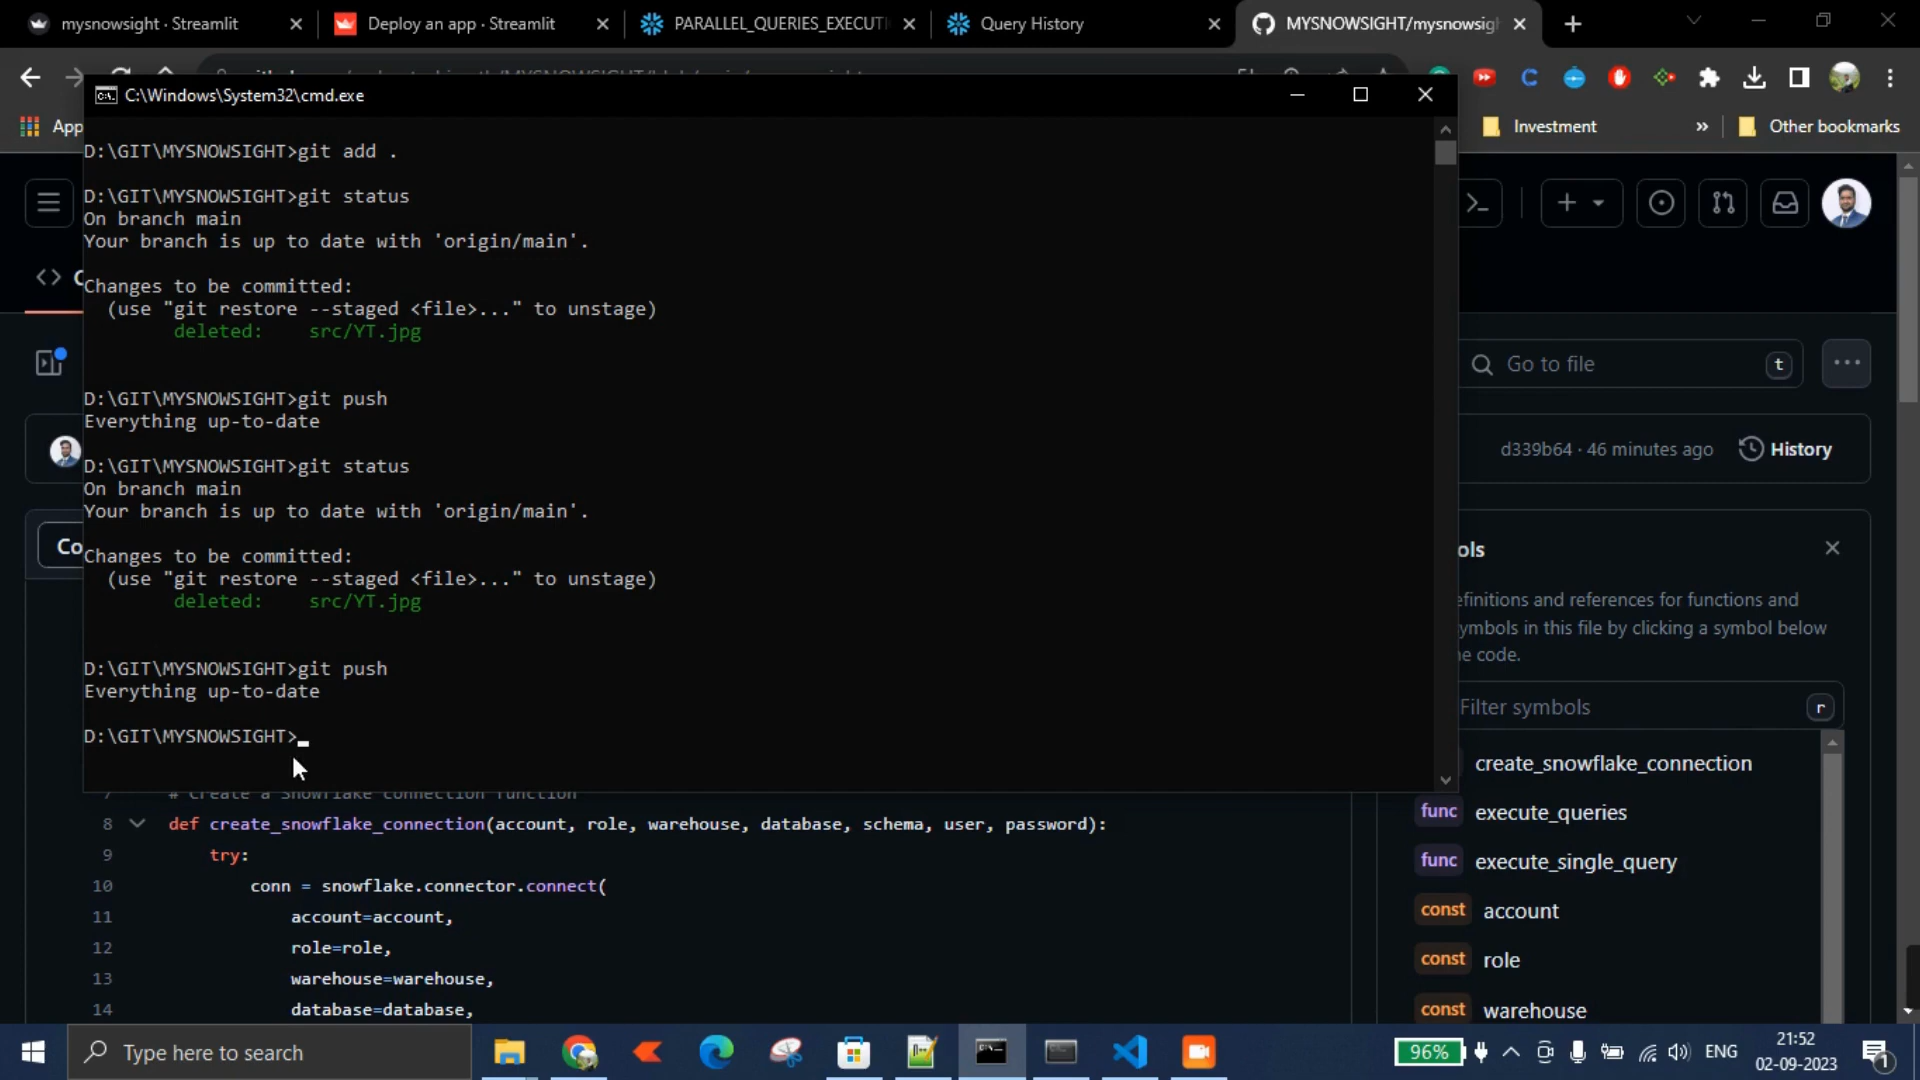 mysnowsight · Streamlit
Deploy an app · Streamlit
PARALLEL_QUERIES_EXECUTI
Query History
MYSNOWSIGHT/mysnowsig
App
Investment
»
Other bookmarks
C:\Windows\System32\cmd.exe
D:\GIT\MYSNOWSIGHT>git add .
D:\GIT\MYSNOWSIGHT>git status
On branch main
Your branch is up to date with 'origin/main'.
Changes to be committed:
(use "git restore --staged <file>..." to unstage)
deleted: src/YT.jpg
D:\GIT\MYSNOWSIGHT>git push
Everything up-to-date
D:\GIT\MYSNOWSIGHT>git status
On branch main
Your branch is up to date with 'origin/main'.
Changes to be committed:
(use "git restore --staged <file>..." to unstage)
deleted: src/YT.jpg
D:\GIT\MYSNOWSIGHT>git push
Everything up-to-date
D:\GIT\MYSNOWSIGHT>
Go to file
t
d339b64 · 46 minutes ago
History
Co
ols
efinitions and references for functions and
ymbols in this file by clicking a symbol below
e code.
Filter symbols
r
create_snowflake_connection
func execute_queries
func execute_single_query
const account
const role
const warehouse
7 # Create a Snowflake connection function
8 def create_snowflake_connection(account, role, warehouse, database, schema, user, password):
9 try:
10 conn = snowflake.connector.connect(
11 account=account,
12 role=role,
13 warehouse=warehouse,
14 database=database,
Type here to search
96%
ENG
21:52
02-09-2023
1